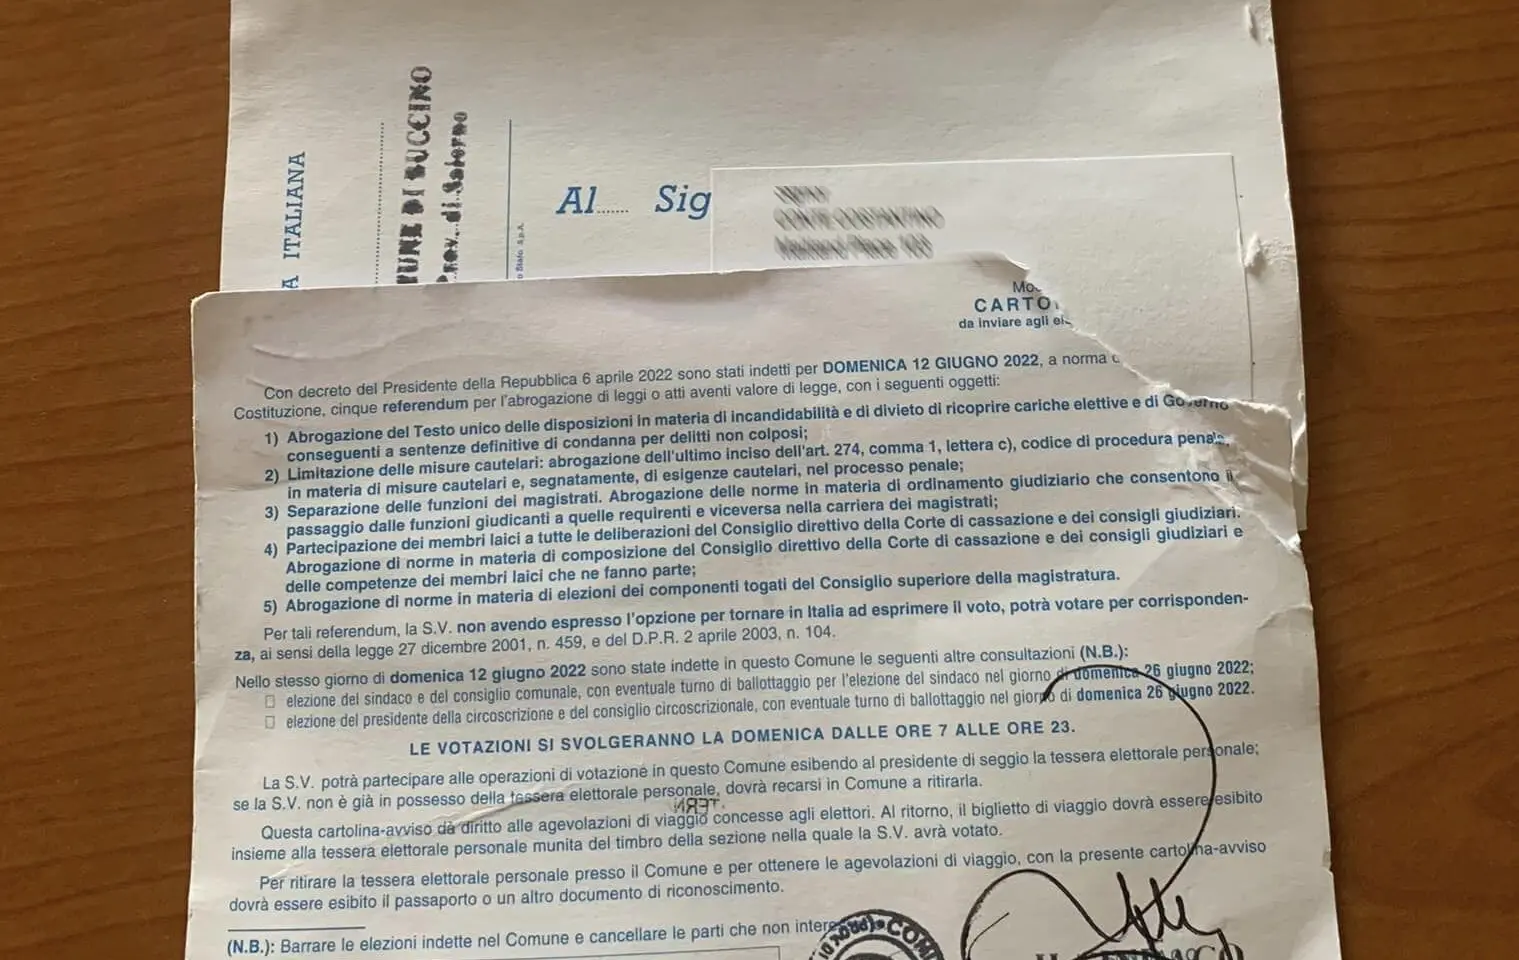 A ITALIANA
UNE DI BUCCINO
Prov. di Salerno
o Stato S.p.A.
Al...... Sig
CONTE COSTANTINO
CARTO
da inviare agli el
Con decreto del Presidente della Repubblica 6 aprile 2022 sono stati indetti per DOMENICA 12 GIUGNO 2022, a norma
Costituzione, cinque referendum per l'abrogazione di leggi o atti aventi valore di legge, con i seguenti oggetti:
1) Abrogazione del Testo unico delle disposizioni in materia di incandidabilità e di divieto di ricoprire cariche elettive e di Governo
conseguenti a sentenze definitive di condanna per delitti non colposi;
2) Limitazione delle misure cautelari: abrogazione dell'ultimo inciso dell'art. 274, comma 1, lettera c), codice di procedura penale,
in materia di misure cautelari e, segnatamente, di esigenze cautelari, nel processo penale;
3) Separazione delle funzioni dei magistrati. Abrogazione delle norme in materia di ordinamento giudiziario che consentono il
passaggio dalle funzioni giudicanti a quelle requirenti e viceversa nella carriera dei magistrati;
4) Partecipazione dei membri laici a tutte le deliberazioni del Consiglio direttivo della Corte di cassazione e dei consigli giudiziari.
Abrogazione di norme in materia di composizione del Consiglio direttivo della Corte di cassazione e dei consigli giudiziari e
delle competenze dei membri laici che ne fanno parte;
5) Abrogazione di norme in materia di elezioni dei componenti togati del Consiglio superiore della magistratura.
Per tali referendum, la S.V. non avendo espresso l'opzione per tornare in Italia ad esprimere il voto, potrà votare per corrisponden-
za, ai sensi della legge 27 dicembre 2001, n. 459, e del D.P.R. 2 aprile 2003, n. 104.
Nello stesso giorno di domenica 12 giugno 2022 sono state indette in questo Comune le seguenti altre consultazioni (N.B.):
elezione del sindaco e del consiglio comunale, con eventuale turno di ballottaggio per l'elezione del sindaco nel giorno di domenica 26 giugno 2022;
elezione del presidente della circoscrizione e del consiglio circoscrizionale, con eventuale turno di ballottaggio nel giorno di domenica 26 giugno 2022.
LE VOTAZIONI SI SVOLGERANNO LA DOMENICA DALLE ORE 7 ALLE ORE 23.
La S.V. potrà partecipare alle operazioni di votazione in questo Comune esibendo al presidente di seggio la tessera elettorale personale;
se la S.V. non è già in possesso della tessera elettorale personale, dovrà recarsi in Comune a ritirarla.
Questa cartolina-avviso dà diritto alle agevolazioni di viaggio concesse agli elettori. Al ritorno, il biglietto di viaggio dovrà essere esibito
insieme alla tessera elettorale personale munita del timbro della sezione nella quale la S.V. avrà votato.
Per ritirare la tessera elettorale personale presso il Comune e per ottenere le agevolazioni di viaggio, con la presente cartolina-avviso
dovrà essere esibito il passaporto o un altro documento di riconoscimento.
(N.B.): Barrare le elezioni indette nel Comune e cancellare le parti che non
COM